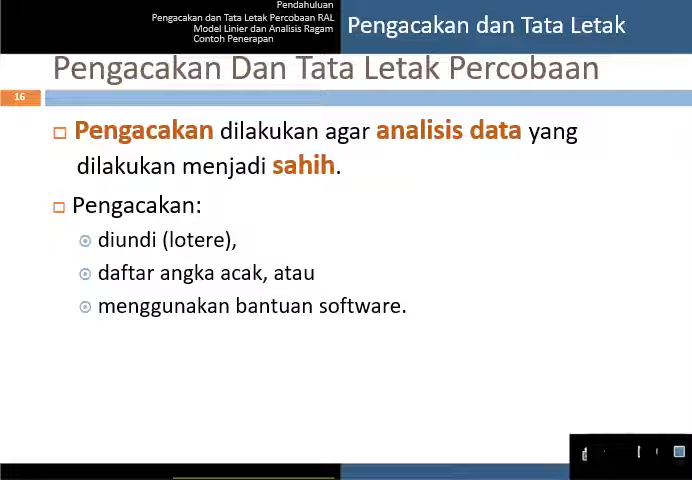 Pendahuluan
Pengacakan dan Tata Letak Percobaan RAL
Model Linier dan Analisis Ragam
Contoh Penerapan
Pengacakan dan Tata Letak
Pengacakan Dan Tata Letak Percobaan
16
Pengacakan dilakukan agar analisis data yang
dilakukan menjadi sahih.
Pengacakan:
diundi (lotere),
daftar angka acak, atau
menggunakan bantuan software.